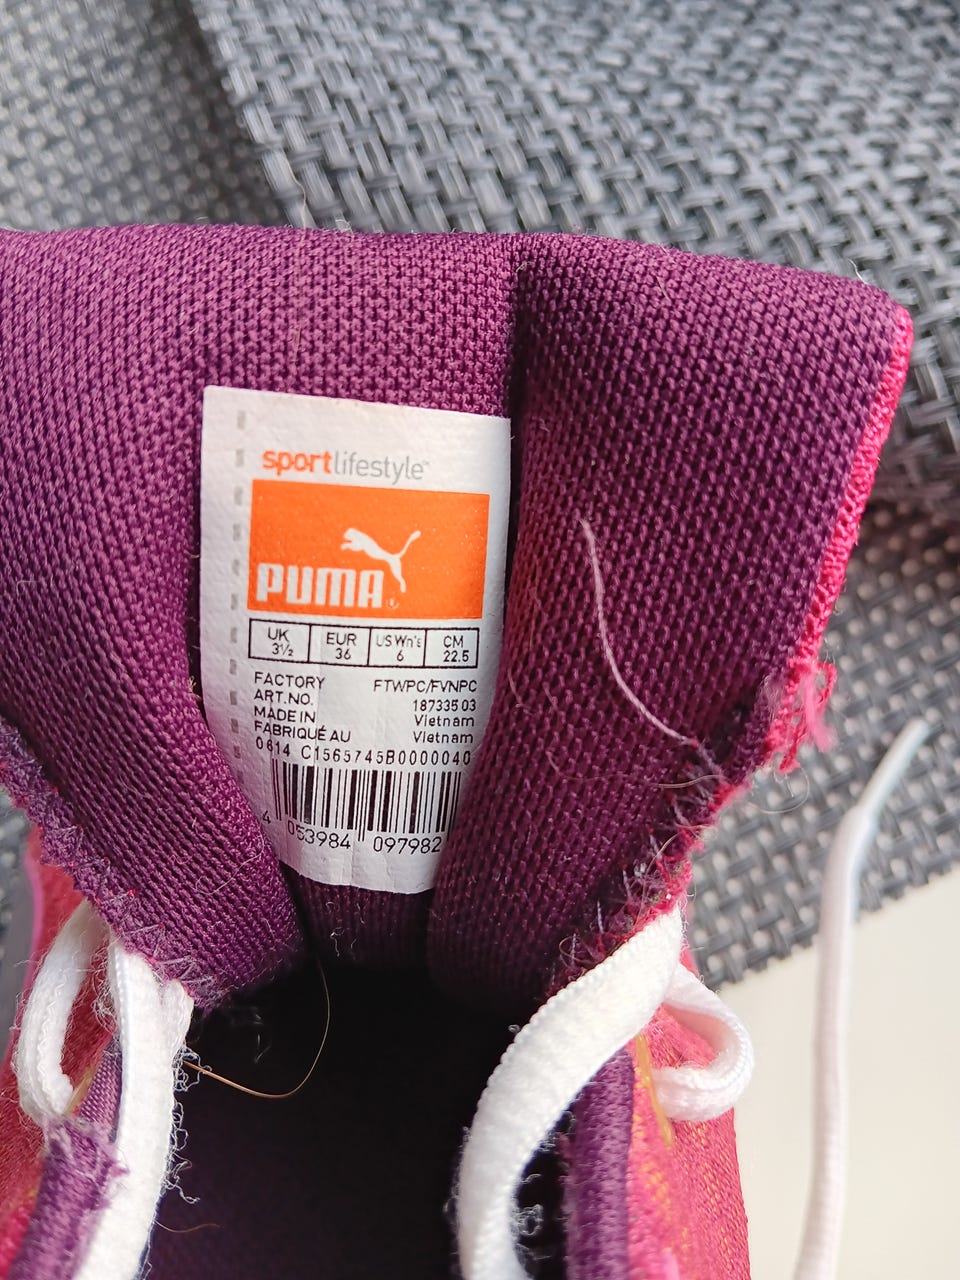 sportlifestyle™
PUMA®
UK EUR US Wn's CM
3½ 36 6 22.5
FACTORY FTWPC/FVNPC
ART.NO. 187335 03
MADE IN Vietnam
FABRIQUÉ AU Vietnam
0614 C1565745B0000040
4 053984 097982